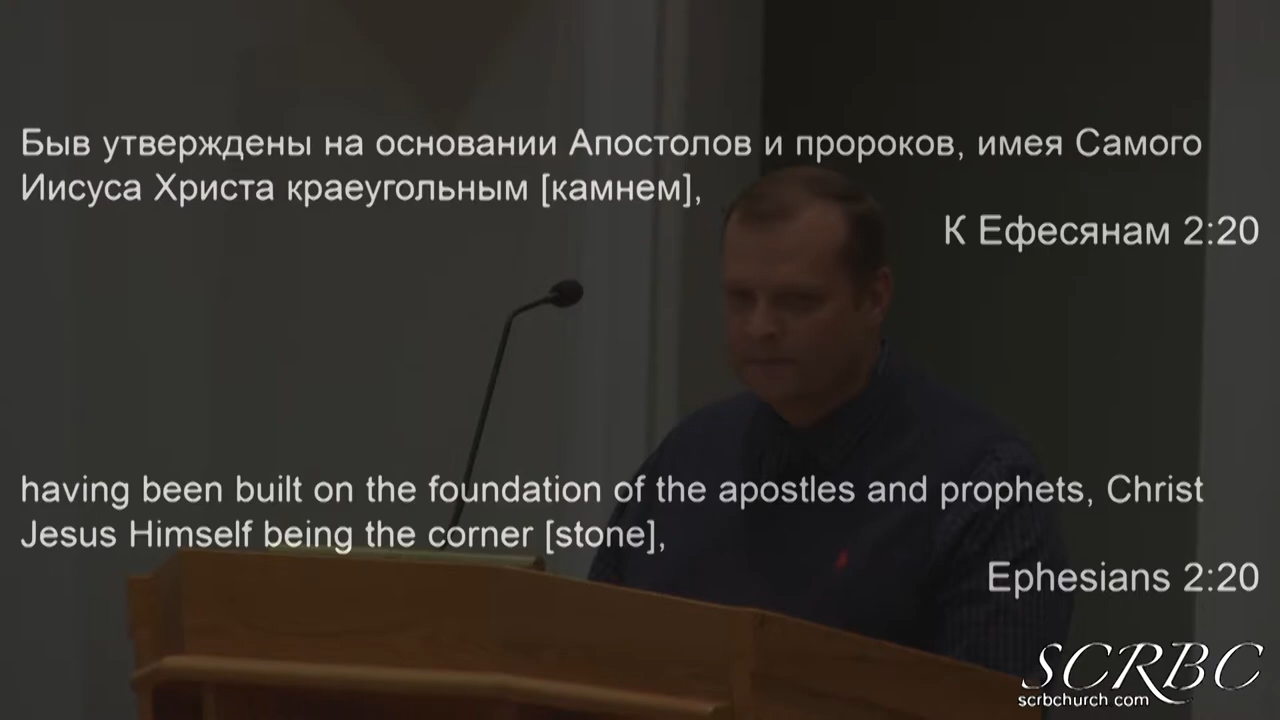 Быв утверждены на основании Апостолов и пророков, имея Самого
Иисуса Христа краеугольным [камнем],
К Ефесянам 2:20
having been built on the foundation of the apostles and prophets, Christ
Jesus Himself being the corner [stone],
Ephesians 2:20
SCRBC
scrbchurch com